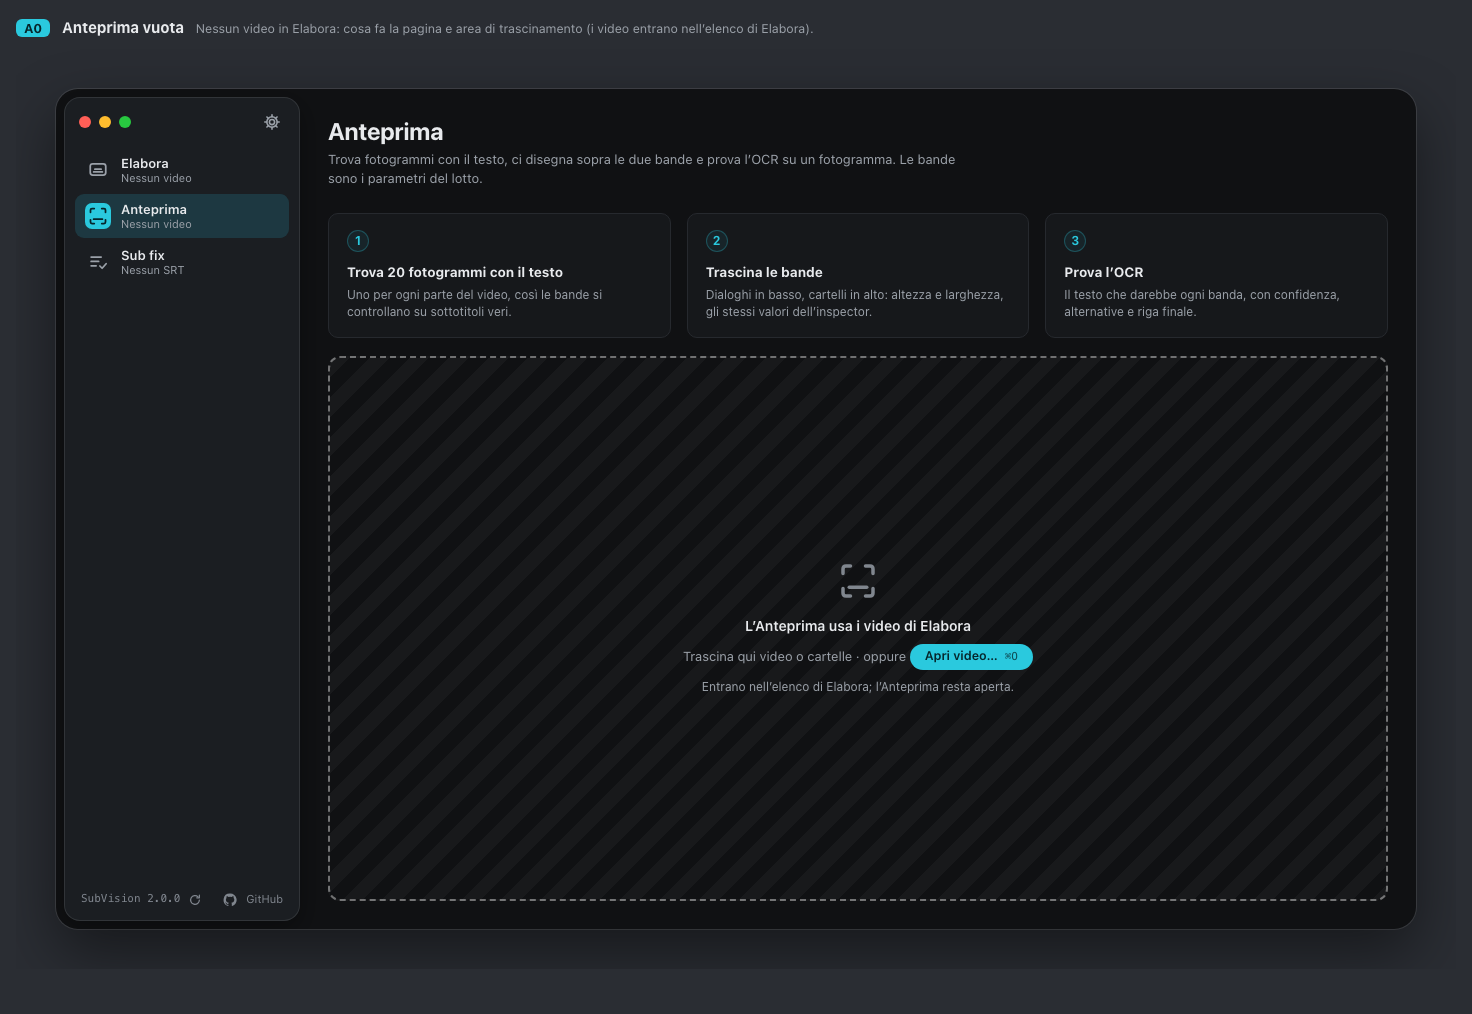 A0 Anteprima vuota Nessun video in Elabora: cosa fa la pagina e area di trascinamento (i video entrano nell'elenco di Elabora).
Elabora
Nessun video
Anteprima
Nessun video
Sub fix
Nessun SRT
SubVision 2.0.0 GitHub
Anteprima
Trova fotogrammi con il testo, ci disegna sopra le due bande e prova l'OCR su un fotogramma. Le bande
sono i parametri del lotto.
1
Trova 20 fotogrammi con il testo
Uno per ogni parte del video, così le bande si
controllano su sottotitoli veri.
2
Trascina le bande
Dialoghi in basso, cartelli in alto: altezza e larghezza,
gli stessi valori dell'inspector.
3
Prova l'OCR
Il testo che darebbe ogni banda, con confidenza,
alternative e riga finale.
L'Anteprima usa i video di Elabora
Trascina qui video o cartelle · oppure Apri video… ⌘O
Entrano nell'elenco di Elabora; l'Anteprima resta aperta.